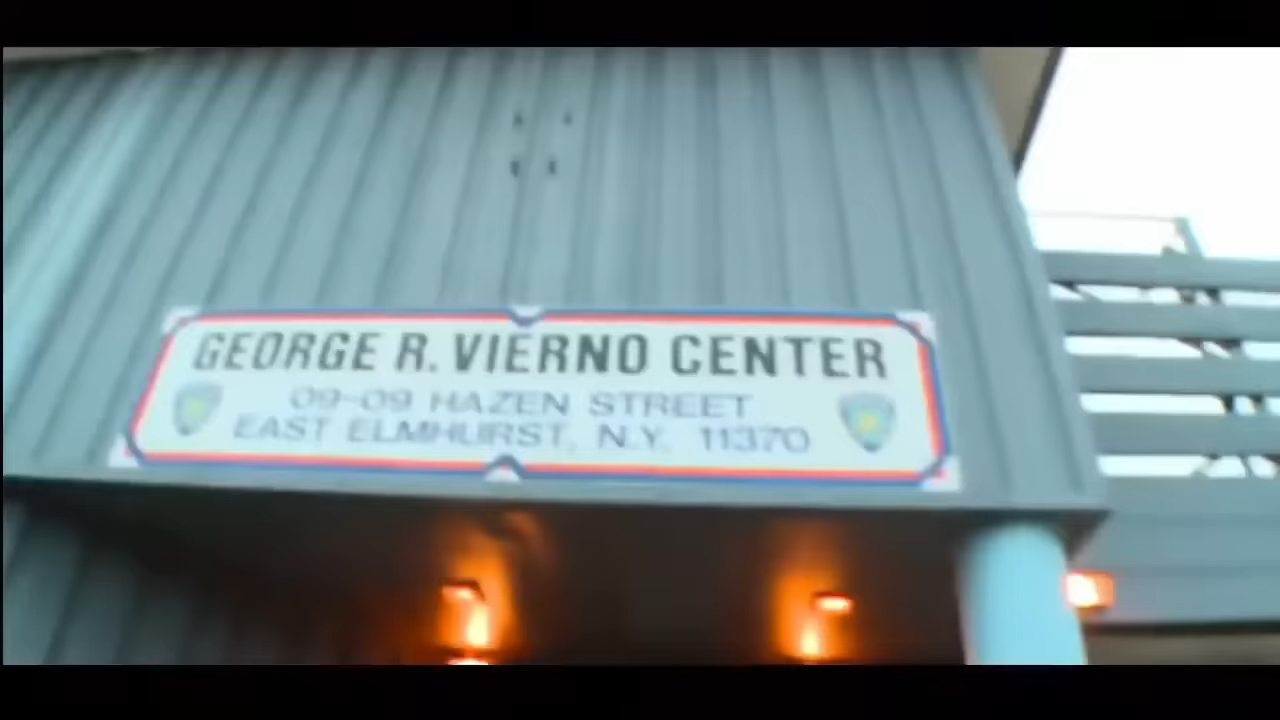 GEORGE R. VIERNO CENTER
09-09 HAZEN STREET
EAST ELMHURST, N.Y. 11370